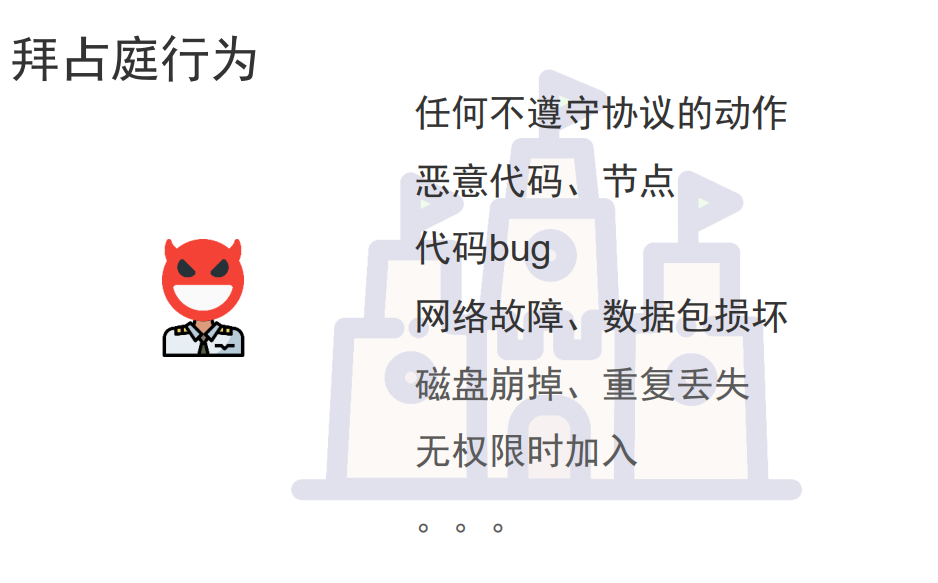 拜占庭行为
任何不遵守协议的动作
恶意代码、节点
代码bug
网络故障、数据包损坏
磁盘崩掉、重复丢失
无权限时加入
。。。